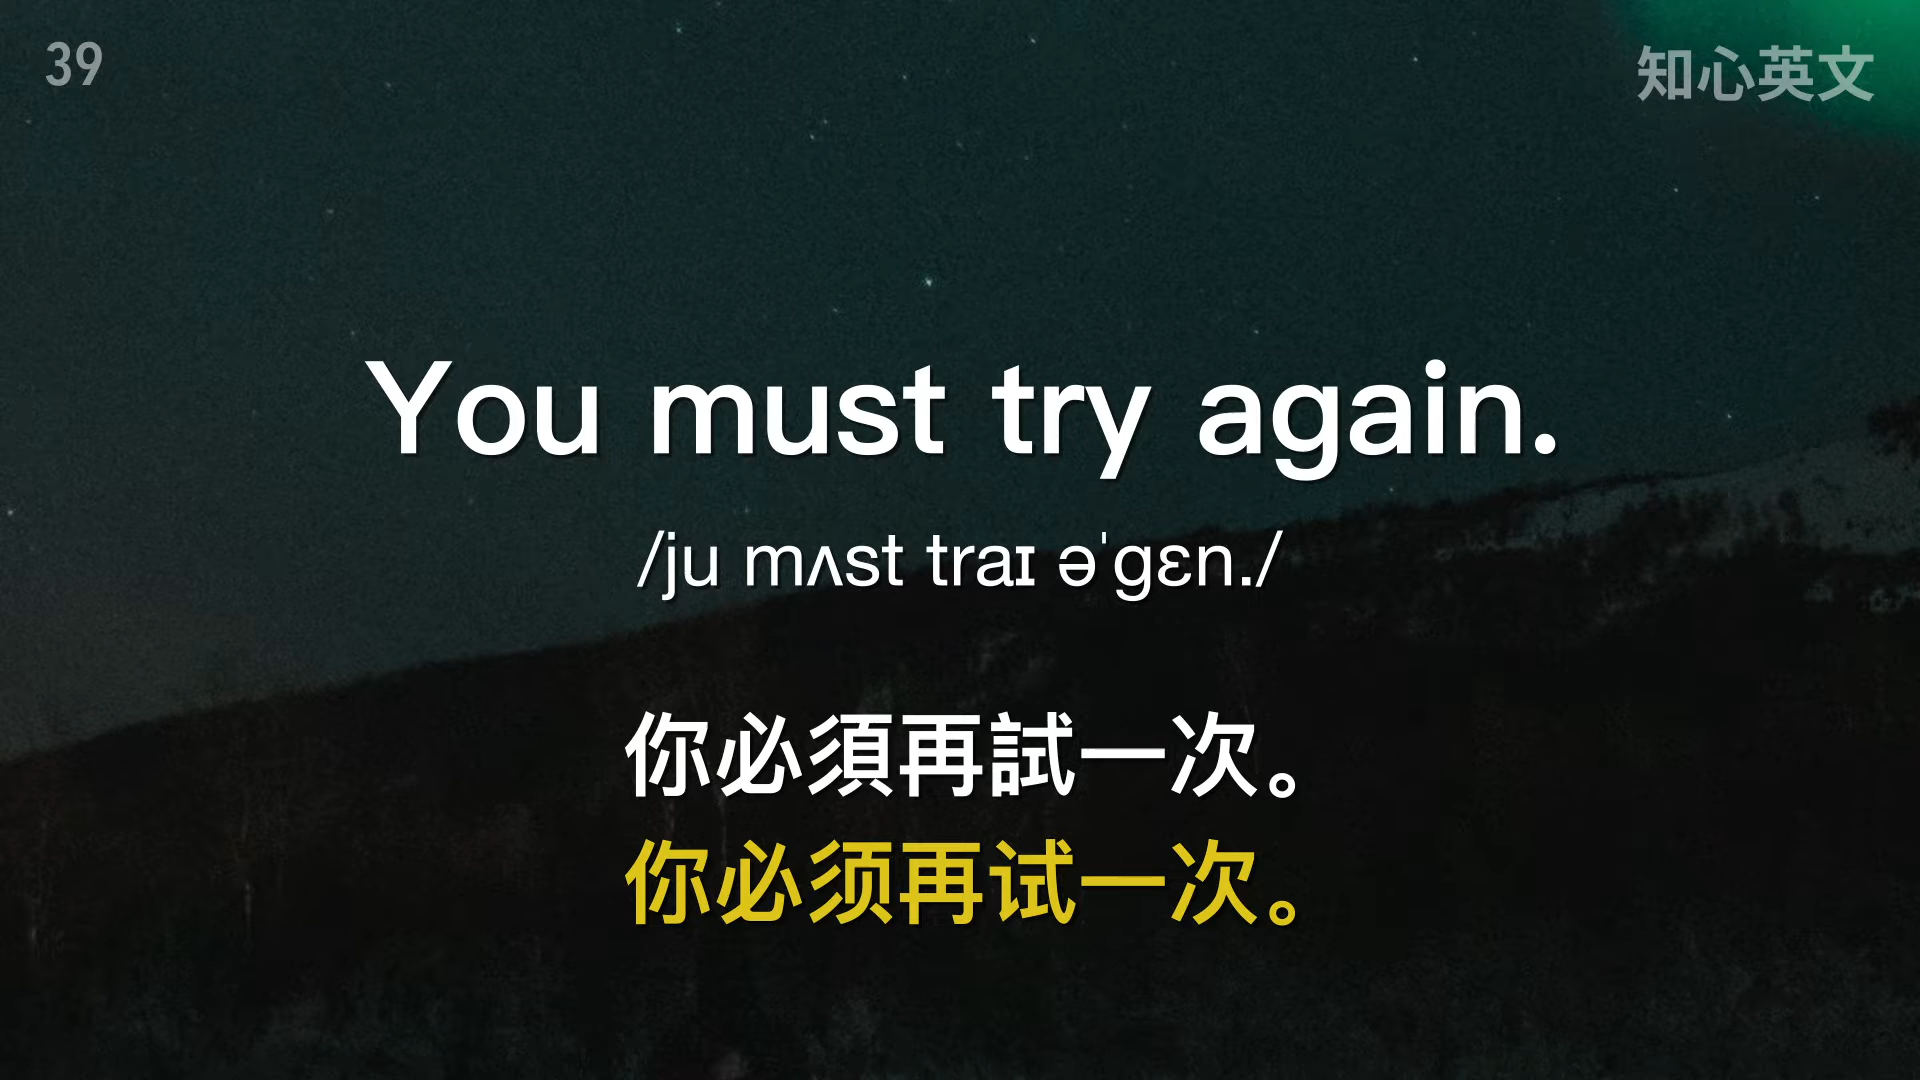 39
知心英文
You must try again.
/ju mʌst traɪ əˈɡɛn./
你必須再試一次。
你必须再试一次。